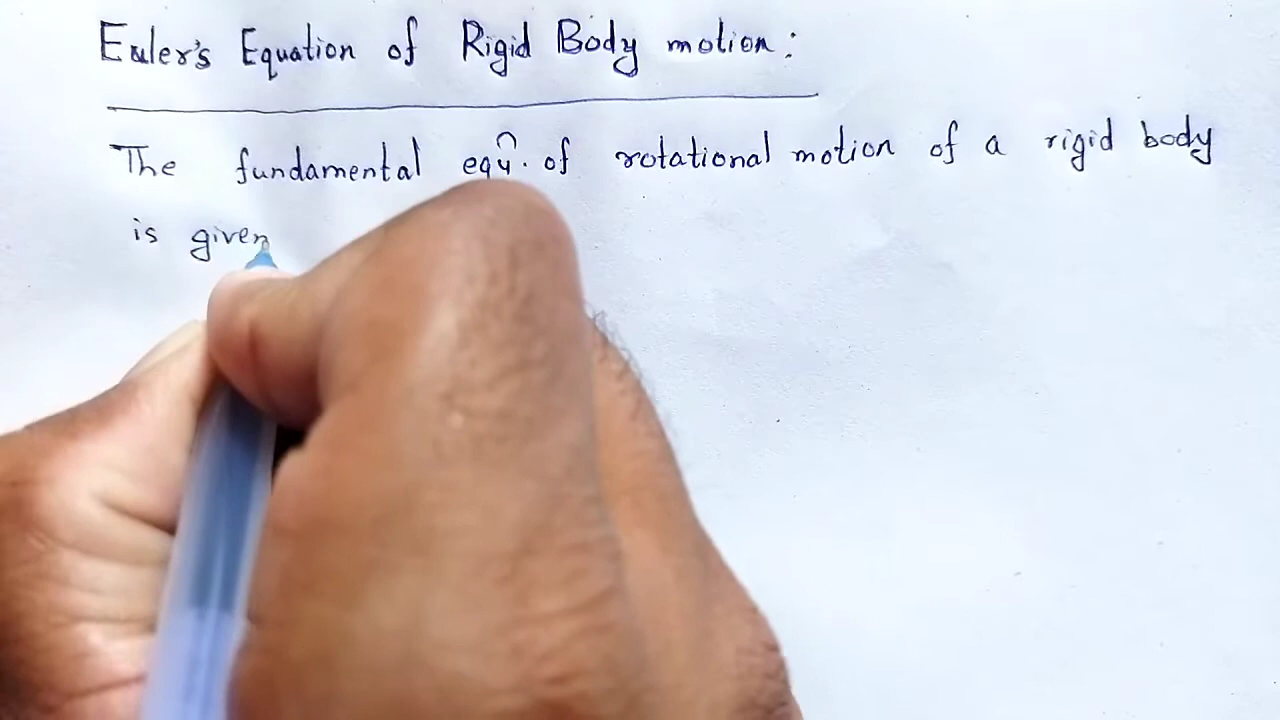 Euler's Equation of Rigid Body motion:
The fundamental eqn. of rotational motion of a rigid body
is given